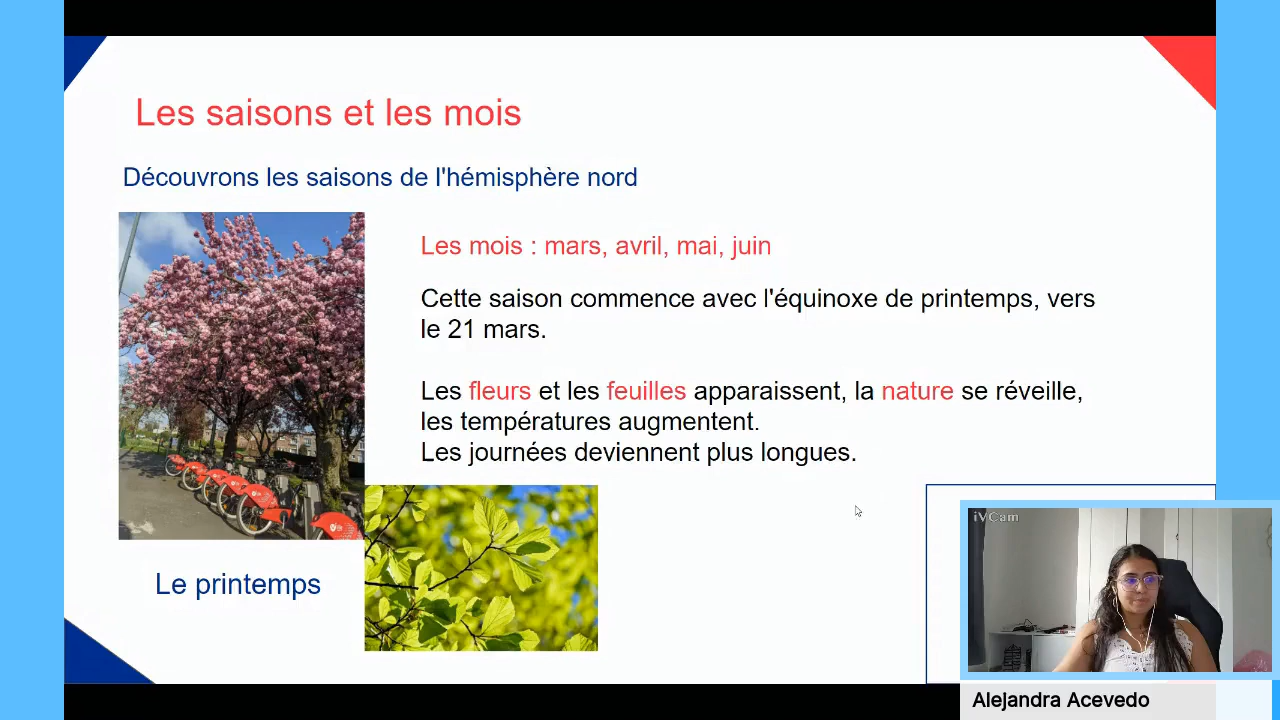 Les saisons et les mois
Découvrons les saisons de l'hémisphère nord
Les mois : mars, avril, mai, juin
Cette saison commence avec l'équinoxe de printemps, vers
le 21 mars.
Les fleurs et les feuilles apparaissent, la nature se réveille,
les températures augmentent.
Les journées deviennent plus longues.
Le printemps
iVCam
Alejandra Acevedo